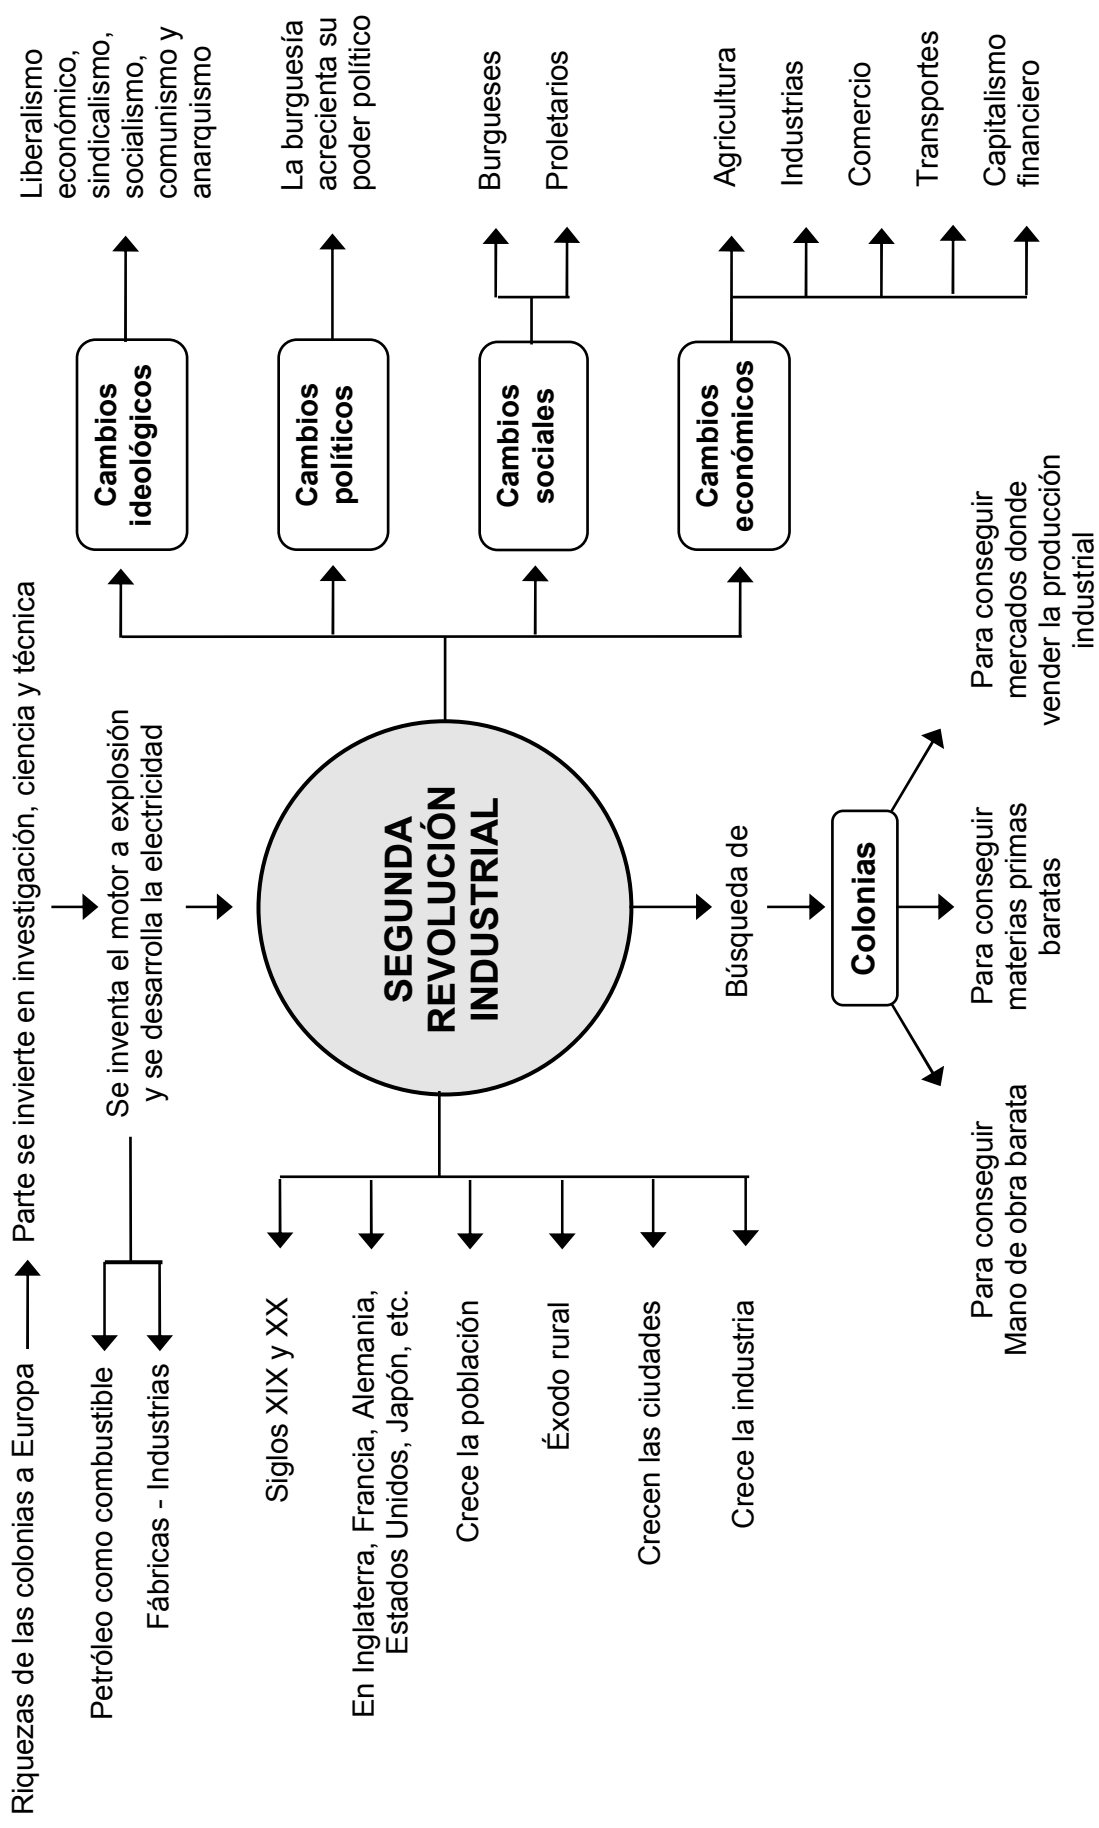 Riquezas de las colonias a Europa
Parte se invierte en investigación, ciencia y técnica
Petróleo como combustible
Fábricas - Industrias
Se inventa el motor a explosión
y se desarrolla la electricidad
SEGUNDA
REVOLUCIÓN
INDUSTRIAL
Siglos XIX y XX
En Inglaterra, Francia, Alemania,
Estados Unidos, Japón, etc.
Crece la población
Éxodo rural
Crecen las ciudades
Crece la industria
Cambios
ideológicos
Liberalismo
económico,
sindicalismo,
socialismo,
comunismo y
anarquismo
Cambios
políticos
La burguesía
acrecienta su
poder político
Cambios
sociales
Burgueses
Proletarios
Cambios
económicos
Agricultura
Industrias
Comercio
Transportes
Capitalismo
financiero
Búsqueda de
Colonias
Para conseguir
Mano de obra barata
Para conseguir
materias primas
baratas
Para conseguir
mercados donde
vender la producción
industrial